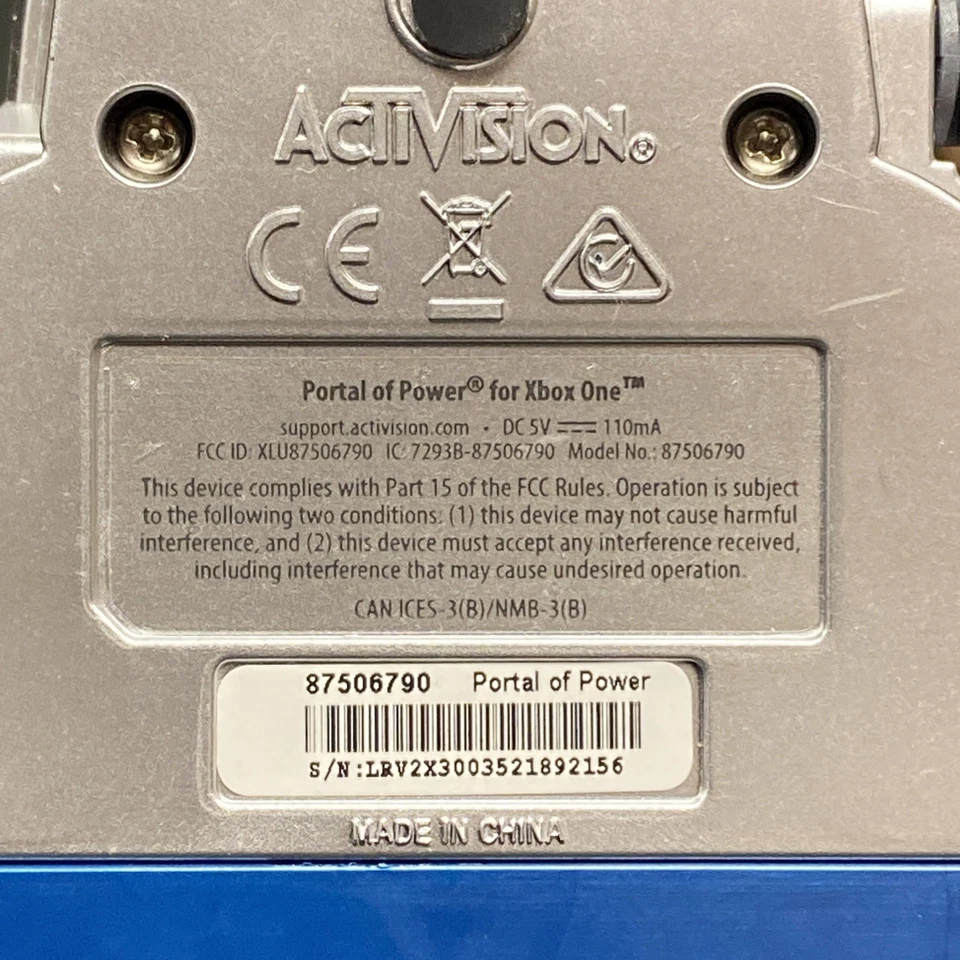 ACTIVISION®
CE
Portal of Power® for Xbox One™
support.activision.com • DC 5V ⎓ 110mA
FCC ID: XLU87506790 IC: 7293B-87506790 Model No.: 87506790
This device complies with Part 15 of the FCC Rules. Operation is subject
to the following two conditions: (1) this device may not cause harmful
interference, and (2) this device must accept any interference received,
including interference that may cause undesired operation.
CAN ICES-3(B)/NMB-3(B)
87506790 Portal of Power
S/N:LRV2X3003521892156
MADE IN CHINA